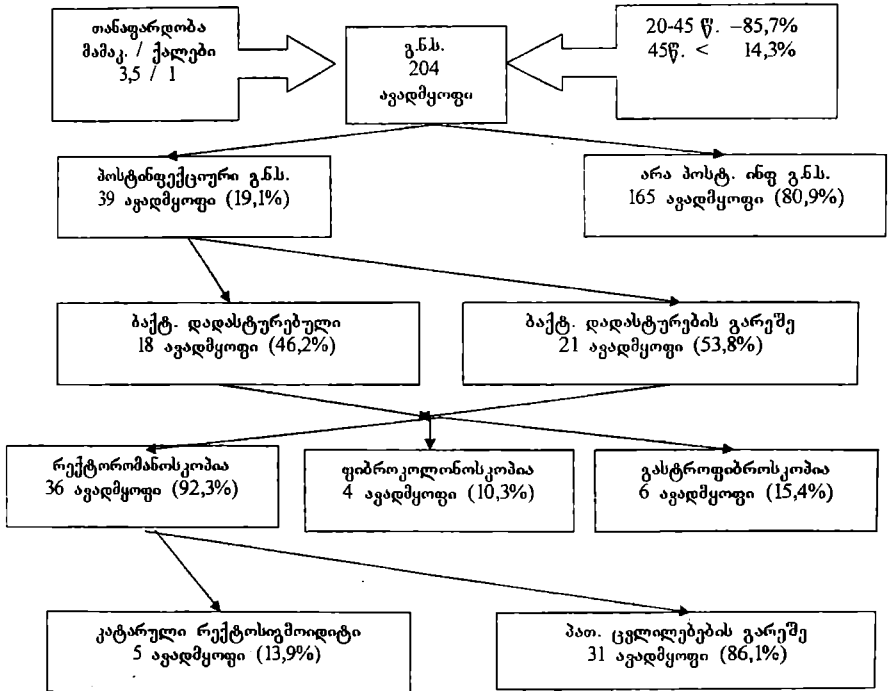 თანაფარდობა
მამაკ. / ქალები
3,5 / 1
გ.ნ.ს.
204
ავადმყოფი
20-45 წ. –85,7%
45წ. < 14,3%
პოსტინფექციური გ.ნ.ს.
39 ავადმყოფი (19,1%)
არა პოსტ. ინფ გ.ნ.ს.
165 ავადმყოფი (80,9%)
ბაქტ. დადასტურებული
18 ავადმყოფი (46,2%)
ბაქტ. დადასტურების გარეშე
21 ავადმყოფი (53,8%)
რექტორომანოსკოპია
36 ავადმყოფი (92,3%)
ფიბროკოლონოსკოპია
4 ავადმყოფი (10,3%)
გასტროფიბროსკოპია
6 ავადმყოფი (15,4%)
კატარული რექტოსიგმოიდიტი
5 ავადმყოფი (13,9%)
პათ. ცვლილებების გარეშე
31 ავადმყოფი (86,1%)